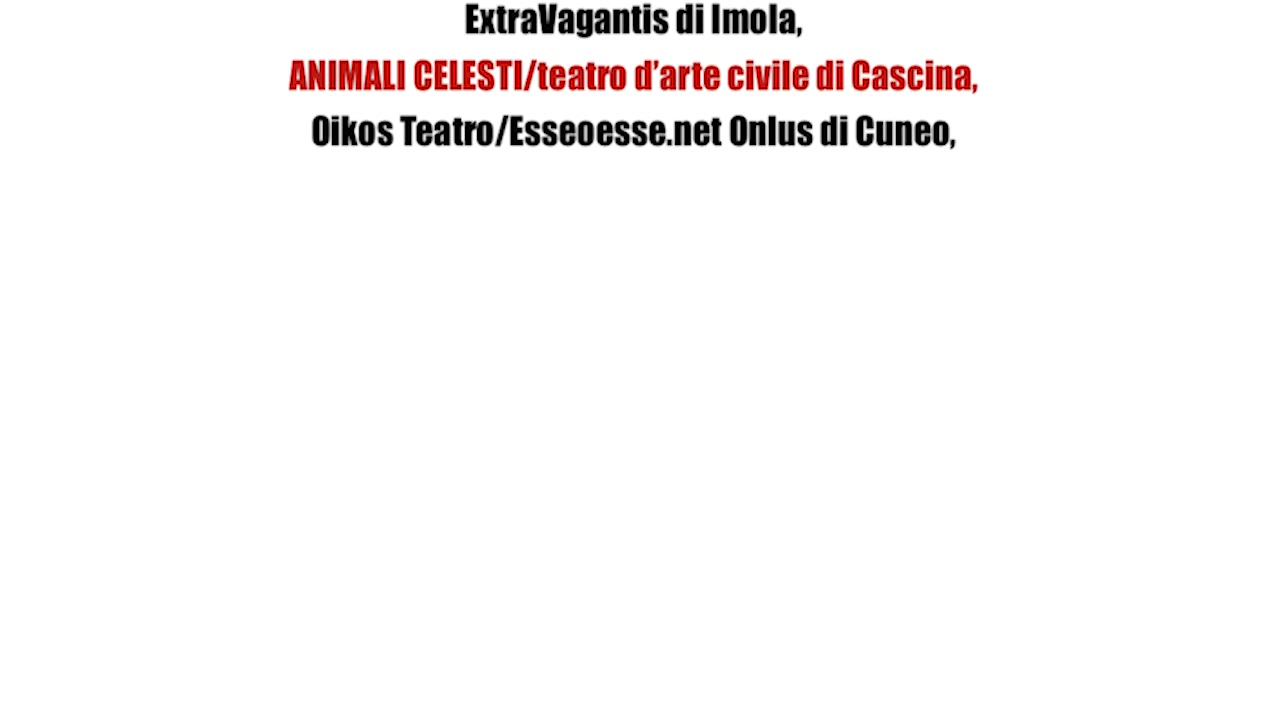 ExtraVagantis di Imola,
ANIMALI CELESTI/teatro d’arte civile di Cascina,
Oikos Teatro/Esseoesse.net Onlus di Cuneo,